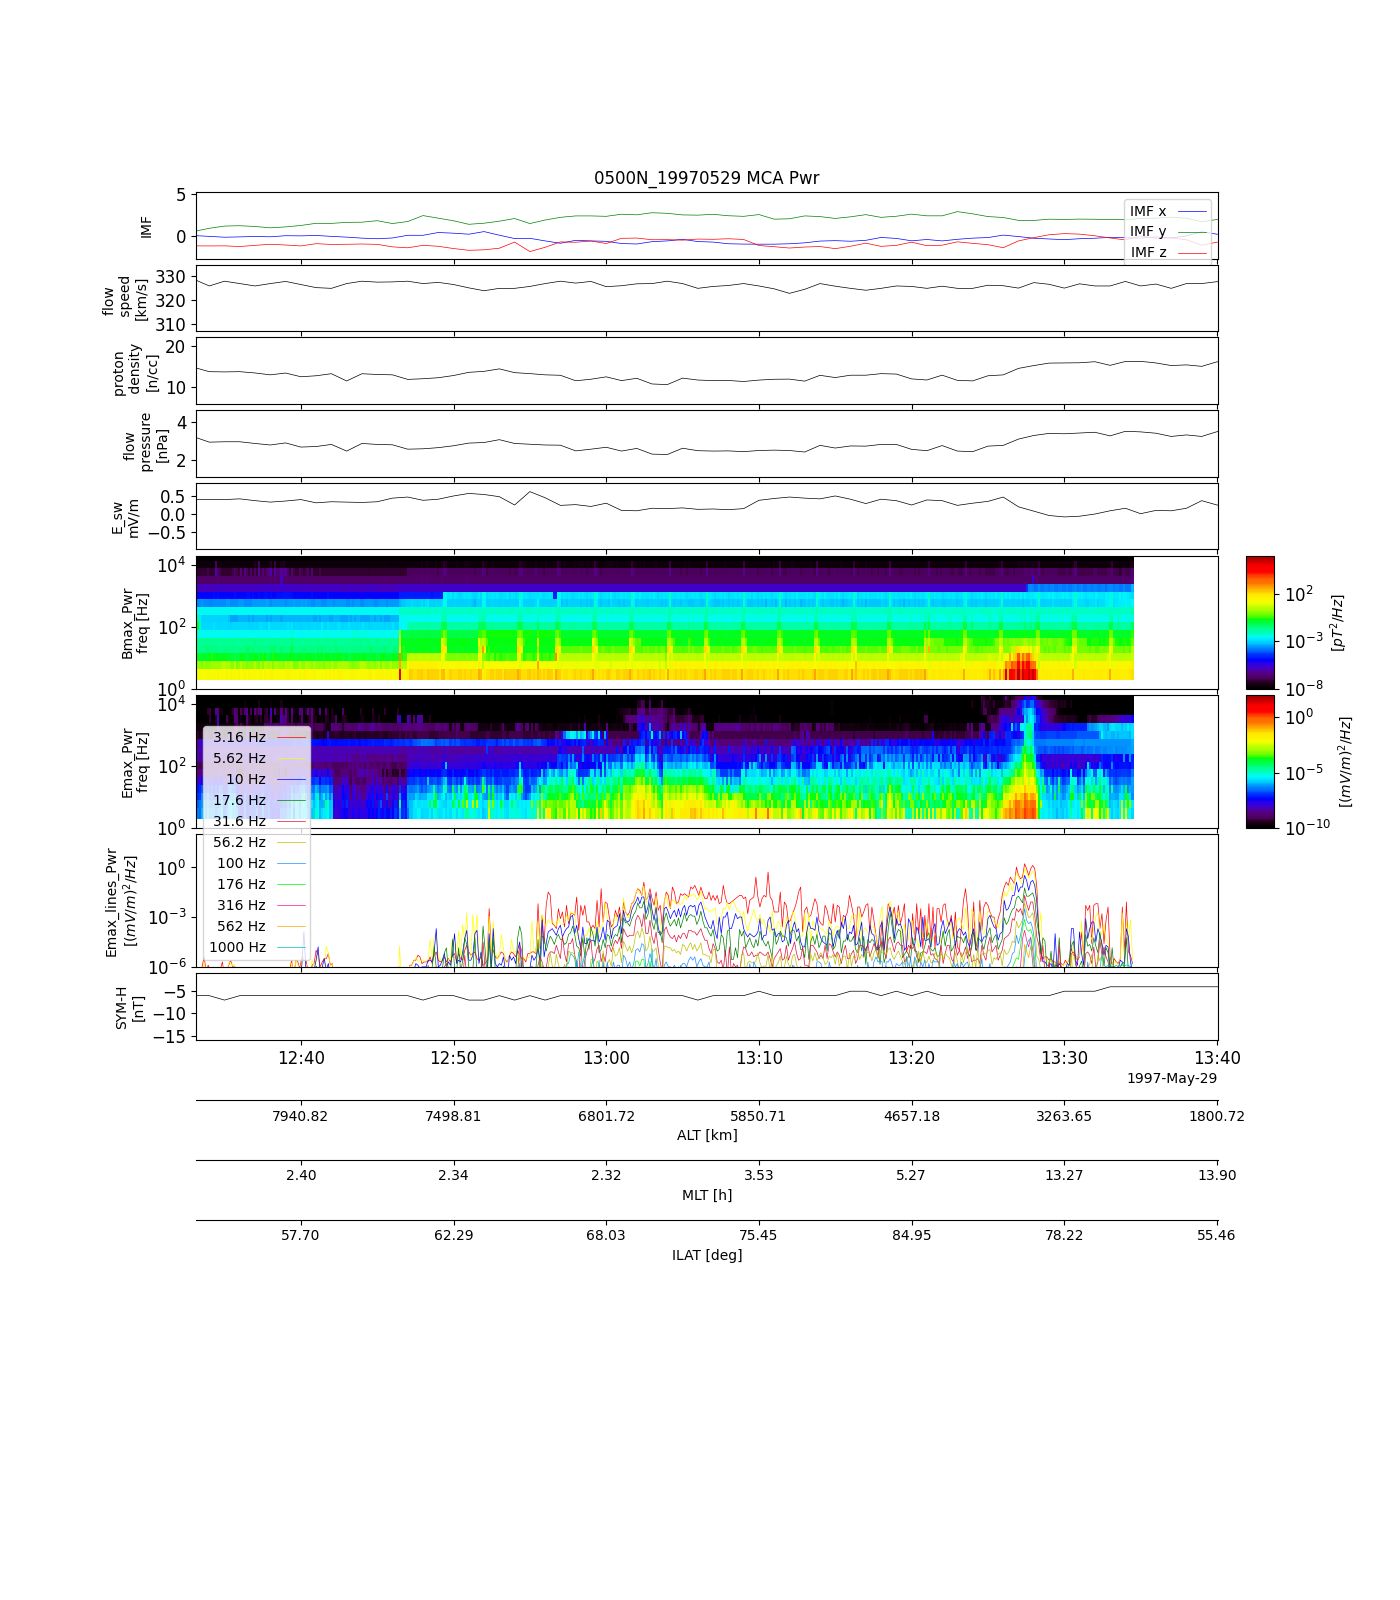 0500N_19970529 MCA Pwr
5
0
IMF
IMF x
IMF y
IMF z
330
320
310
flow
speed
[km/s]
20
10
proton
density
[n/cc]
4
2
flow
pressure
[nPa]
0.5
0.0
−0.5
E_sw
mV/m
10^4
10^2
10^0
Bmax_Pwr
freq [Hz]
10^2
10^-3
10^-8
[pT^2/Hz]
10^4
10^2
10^0
Emax_Pwr
freq [Hz]
10^0
10^-5
10^-10
[(mV/m)^2/Hz]
3.16 Hz
5.62 Hz
10 Hz
17.6 Hz
31.6 Hz
56.2 Hz
100 Hz
176 Hz
316 Hz
562 Hz
1000 Hz
10^0
10^-3
10^-6
Emax_lines_Pwr
[(mV/m)^2/Hz]
−5
−10
−15
SYM-H
[nT]
12:40 12:50 13:00 13:10 13:20 13:30 13:40
1997-May-29
7940.82 7498.81 6801.72 5850.71 4657.18 3263.65 1800.72
ALT [km]
2.40 2.34 2.32 3.53 5.27 13.27 13.90
MLT [h]
57.70 62.29 68.03 75.45 84.95 78.22 55.46
ILAT [deg]